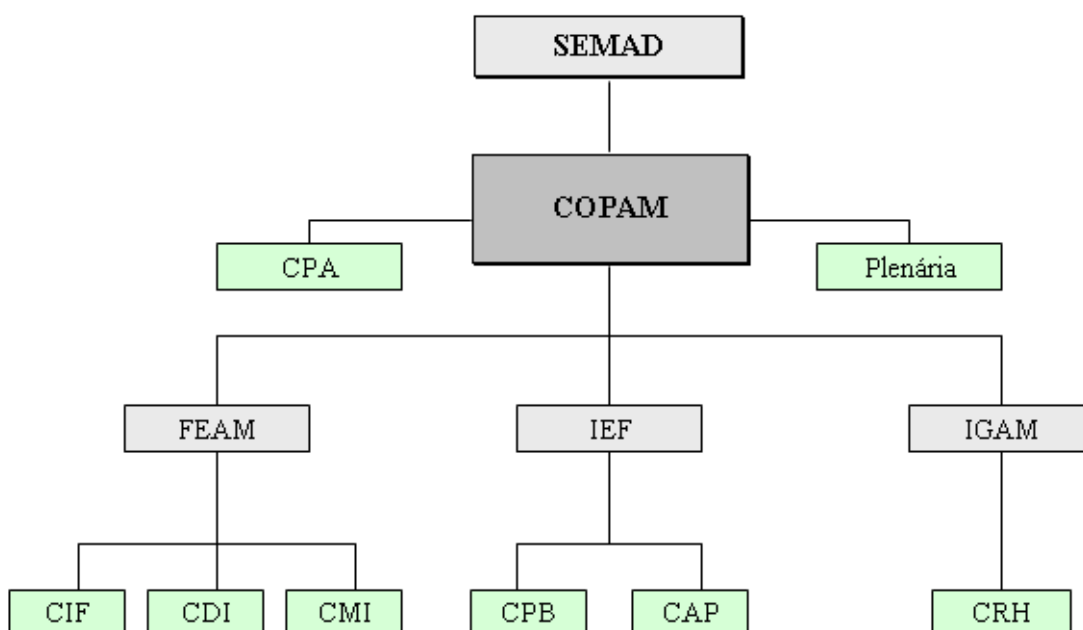 SEMAD
COPAM
CPA
Plenária
FEAM
IEF
IGAM
CIF
CDI
CMI
CPB
CAP
CRH